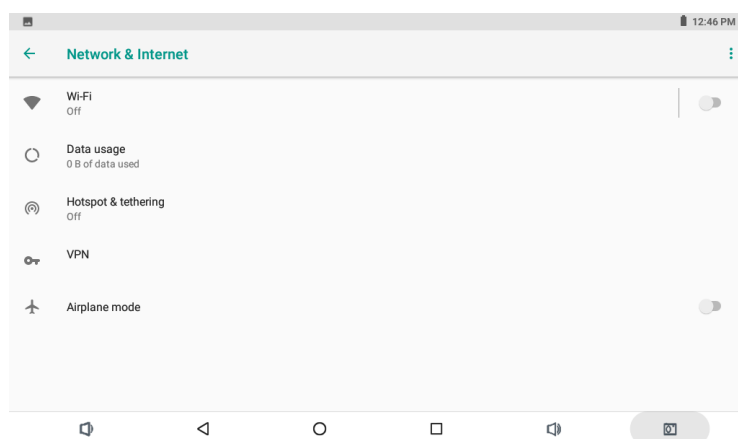 12:46 PM
Network & Internet
Wi-Fi
Off
Data usage
0 B of data used
Hotspot & tethering
Off
VPN
Airplane mode